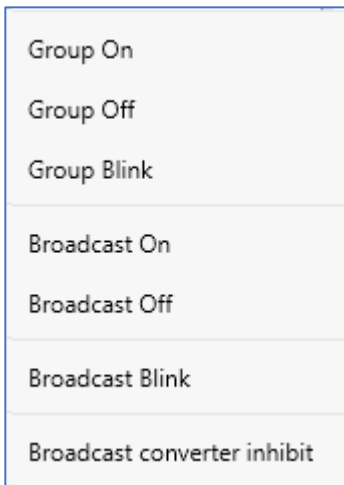 Group On
Group Off
Group Blink
Broadcast On
Broadcast Off
Broadcast Blink
Broadcast converter inhibit